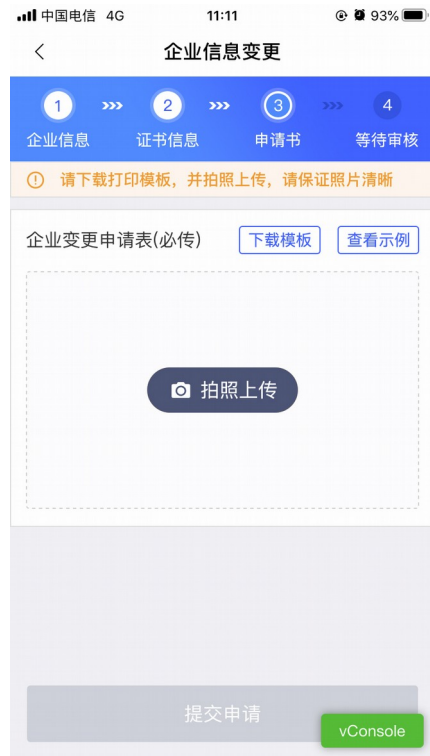 中国电信 4G 11:11 93%
企业信息变更
1 2 3 4
企业信息 证书信息 申请书 等待审核
请下载打印模板，并拍照上传，请保证照片清晰
企业变更申请表(必传) 下载模板 查看示例
拍照上传
提交申请
vConsole